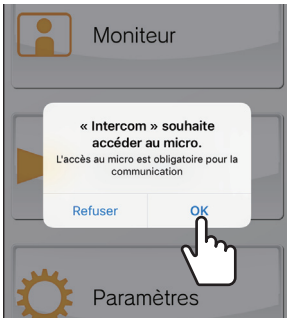 Moniteur
« Intercom » souhaite
accéder au micro.
L'accès au micro est obligatoire pour la
communication
Refuser
OK
Paramètres